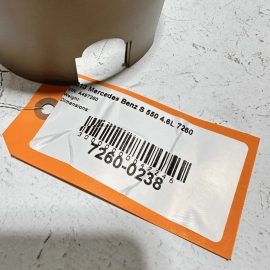 Mercedes Benz S 550 4.6L 7260
Weight:
Dimensions:
7260-0238